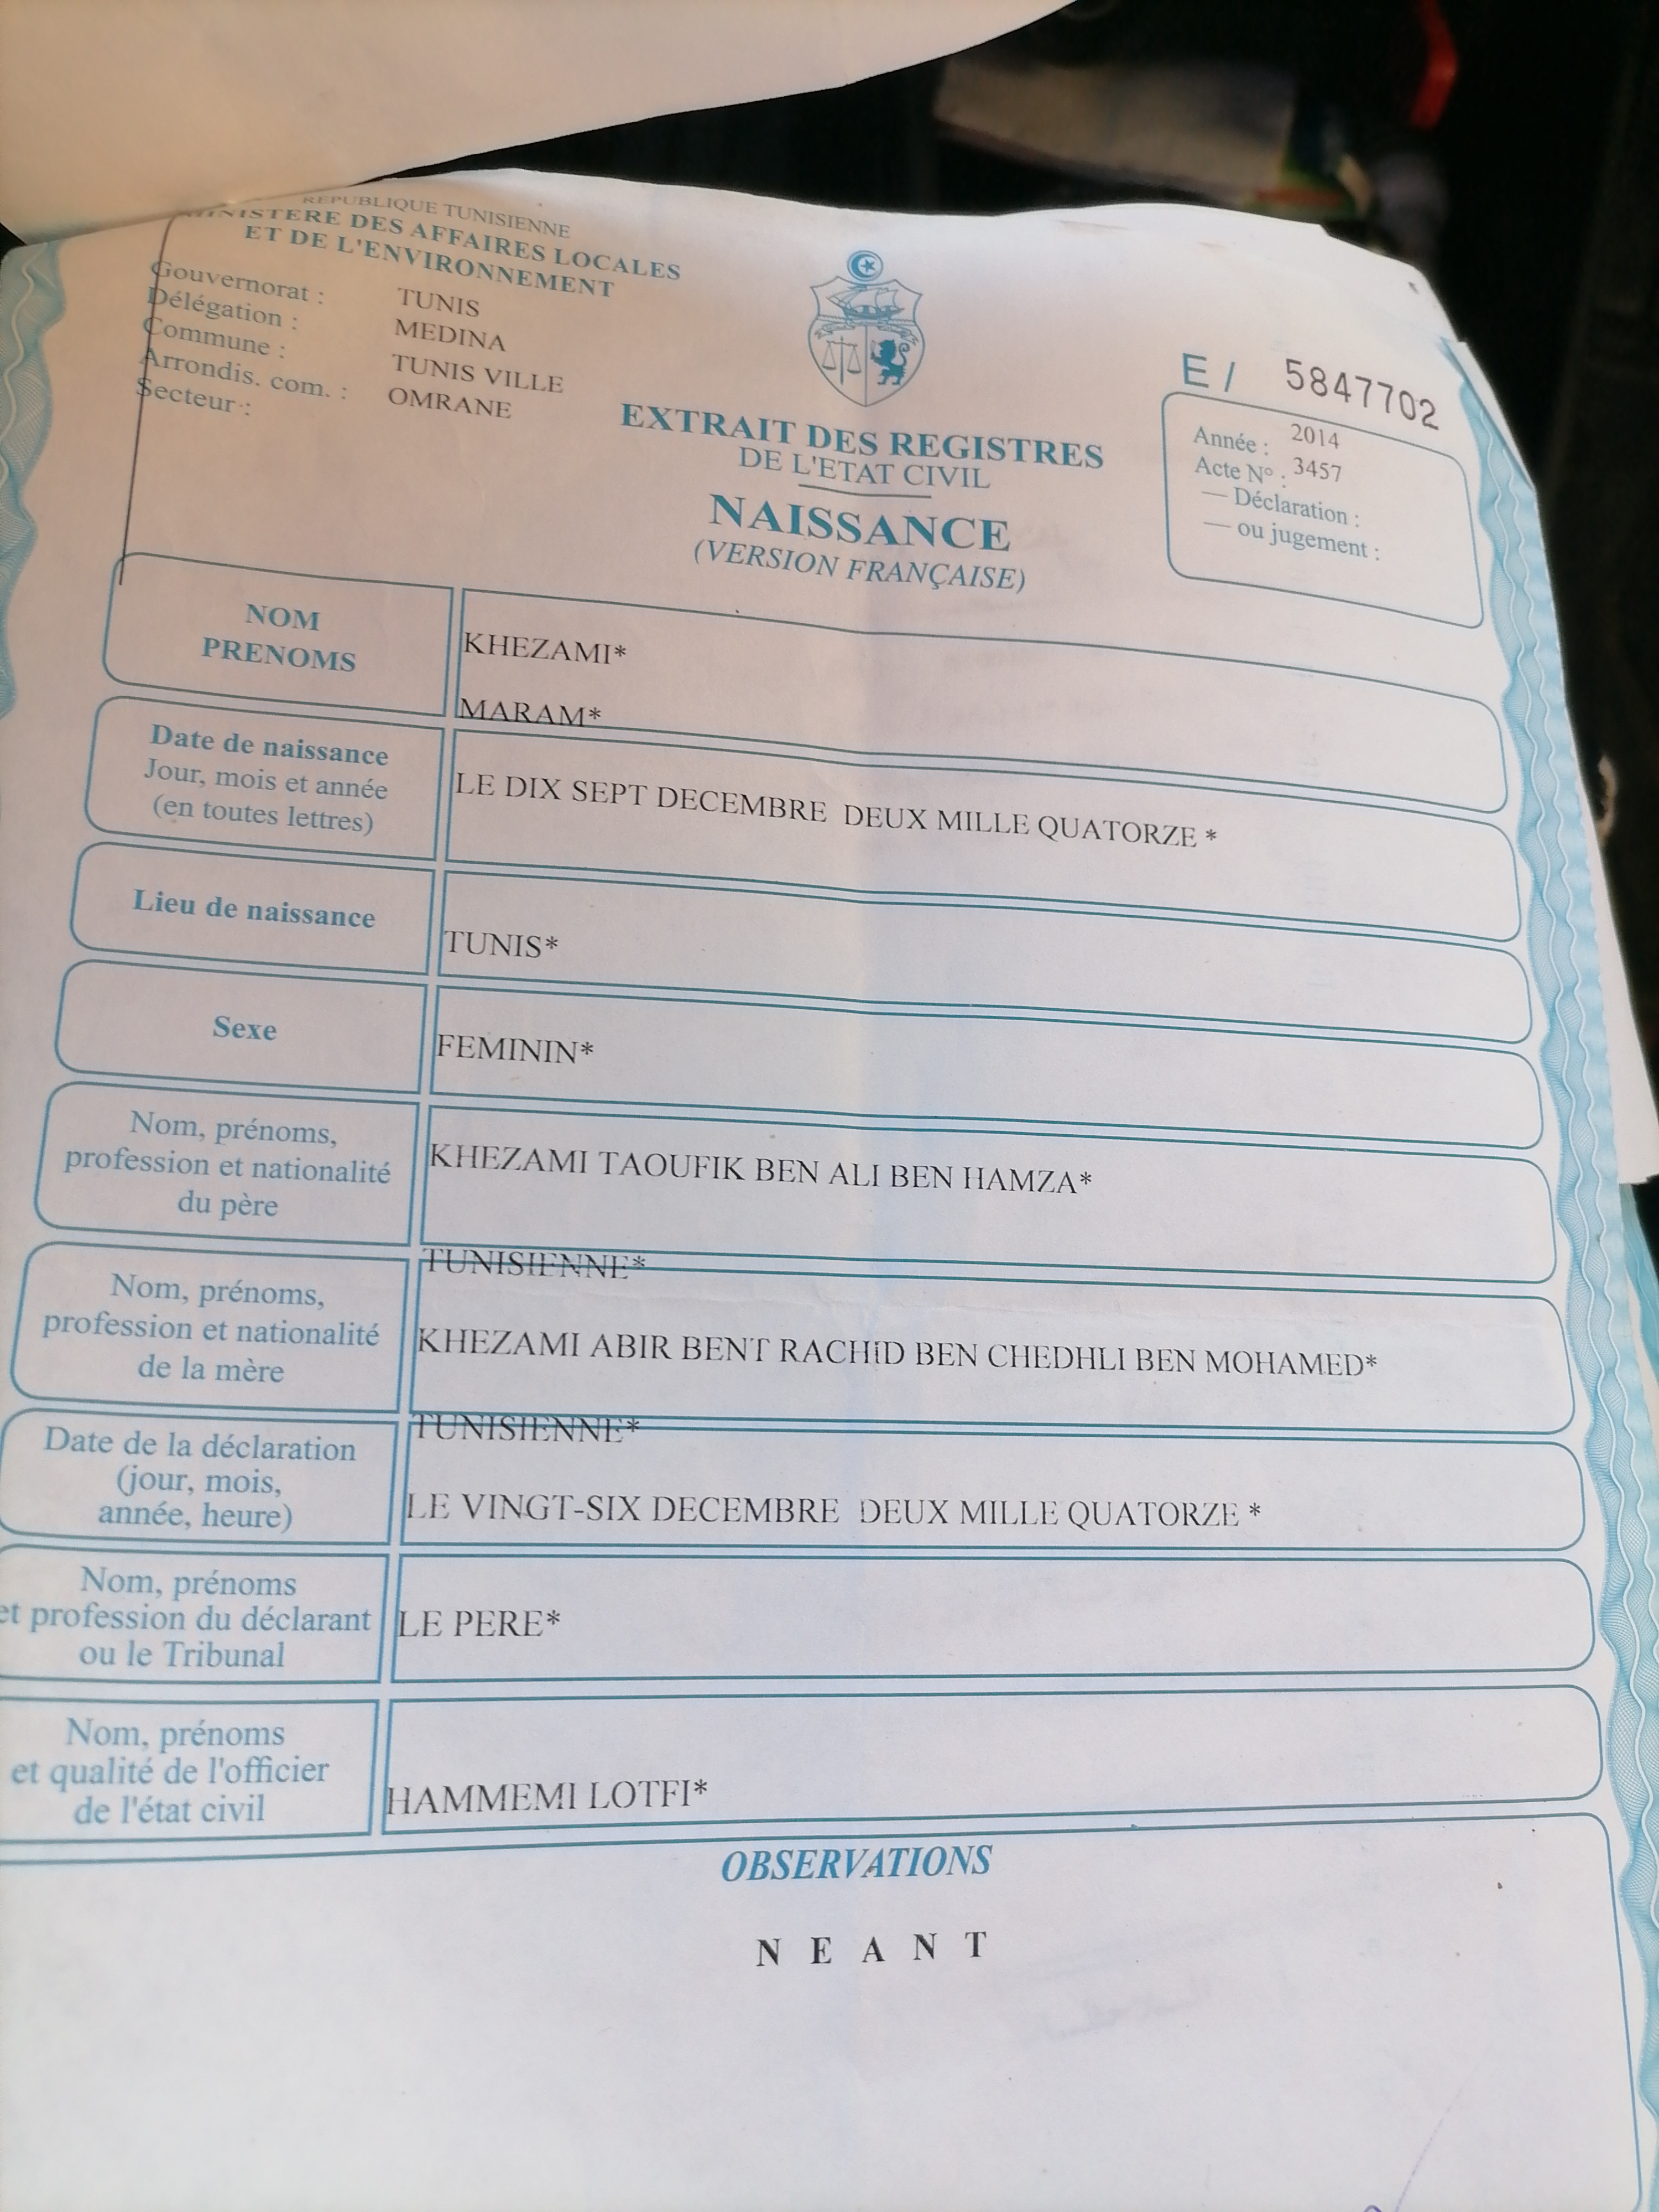 REPUBLIQUE TUNISIENNE
MINISTERE DES AFFAIRES LOCALES
ET DE L'ENVIRONNEMENT
Gouvernorat : TUNIS
Délégation : MEDINA
Commune : TUNIS VILLE
Arrondis. com. : OMRANE
Secteur :
E / 5847702
Année : 2014
Acte Nº : 3457
— Déclaration :
— ou jugement :
EXTRAIT DES REGISTRES
DE L'ETAT CIVIL
NAISSANCE
(VERSION FRANÇAISE)
NOM
PRENOMS
KHEZAMI*
MARAM*
Date de naissance
Jour, mois et année
(en toutes lettres)
LE DIX SEPT DECEMBRE DEUX MILLE QUATORZE *
Lieu de naissance
TUNIS*
Sexe
FEMININ*
Nom, prénoms,
profession et nationalité
du père
KHEZAMI TAOUFIK BEN ALI BEN HAMZA*
TUNISIENNE*
Nom, prénoms,
profession et nationalité
de la mère
KHEZAMI ABIR BENT RACHID BEN CHEDHLI BEN MOHAMED*
TUNISIENNE*
Date de la déclaration
(jour, mois,
année, heure)
LE VINGT-SIX DECEMBRE DEUX MILLE QUATORZE *
Nom, prénoms
et profession du déclarant
ou le Tribunal
LE PERE*
Nom, prénoms
et qualité de l'officier
de l'état civil
HAMMEMI LOTFI*
OBSERVATIONS
N E A N T